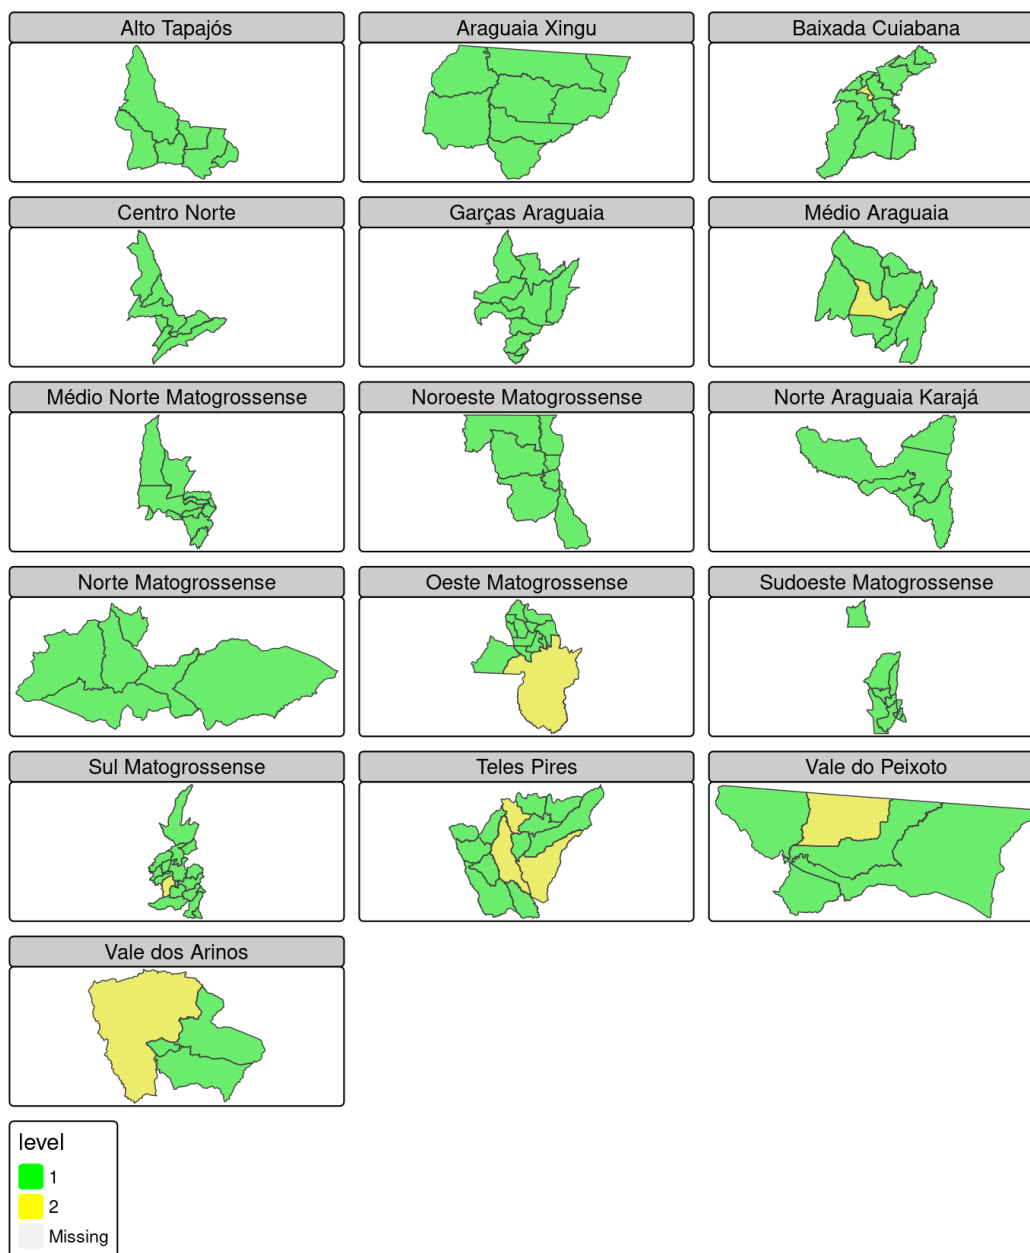 Alto Tapajós
Araguaia Xingu
Baixada Cuiabana
Centro Norte
Garças Araguaia
Médio Araguaia
Médio Norte Matogrossense
Noroeste Matogrossense
Norte Araguaia Karajá
Norte Matogrossense
Oeste Matogrossense
Sudoeste Matogrossense
Sul Matogrossense
Teles Pires
Vale do Peixoto
Vale dos Arinos
level
1
2
Missing